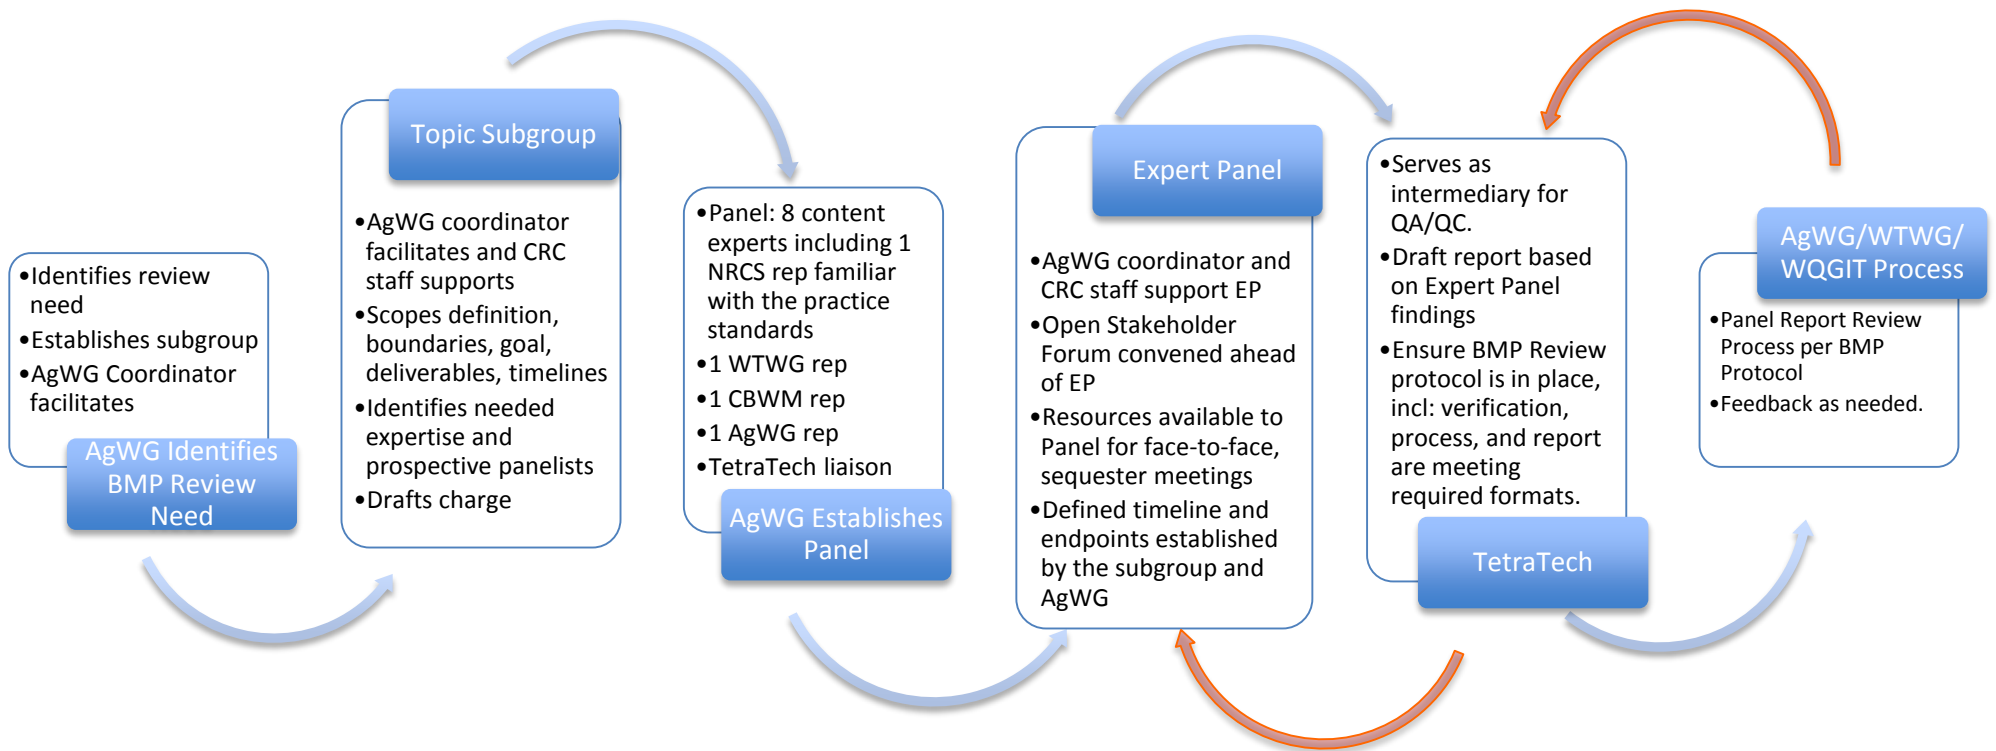 •Identifies review
need
•Establishes subgroup
•AgWG Coordinator
facilitates
AgWG Identifies
BMP Review
Need
Topic Subgroup
•AgWG coordinator
facilitates and CRC
staff supports
•Scopes definition,
boundaries, goal,
deliverables, timelines
•Identifies needed
expertise and
prospective panelists
•Drafts charge
•Panel: 8 content
experts including 1
NRCS rep familiar
with the practice
standards
•1 WTWG rep
•1 CBWM rep
•1 AgWG rep
•TetraTech liaison
AgWG Establishes
Panel
Expert Panel
•AgWG coordinator and
CRC staff support EP
•Open Stakeholder
Forum convened ahead
of EP
•Resources available to
Panel for face-to-face,
sequester meetings
•Defined timeline and
endpoints established
by the subgroup and
AgWG
•Serves as
intermediary for
QA/QC.
•Draft report based
on Expert Panel
findings
•Ensure BMP Review
protocol is in place,
incl: verification,
process, and report
are meeting
required formats.
TetraTech
AgWG/WTWG/
WQGIT Process
•Panel Report Review
Process per BMP
Protocol
•Feedback as needed.